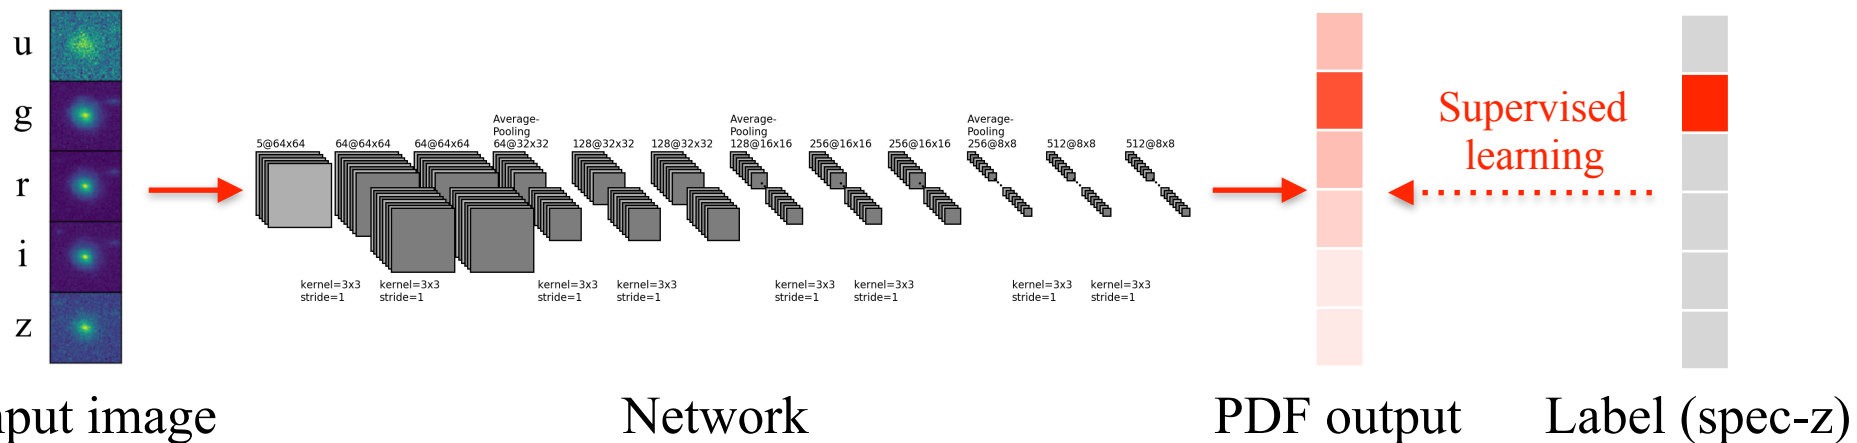 u
g
r
i
z
5@64x64
64@64x64
64@64x64
Average-
Pooling
64@32x32
128@32x32
128@32x32
Average-
Pooling
128@16x16
256@16x16
256@16x16
Average-
Pooling
256@8x8
512@8x8
512@8x8
kernel=3x3
stride=1
kernel=3x3
stride=1
kernel=3x3
stride=1
kernel=3x3
stride=1
kernel=3x3
stride=1
kernel=3x3
stride=1
kernel=3x3
stride=1
kernel=3x3
stride=1
Supervised
learning
nput image
Network
PDF output
Label (spec-z)